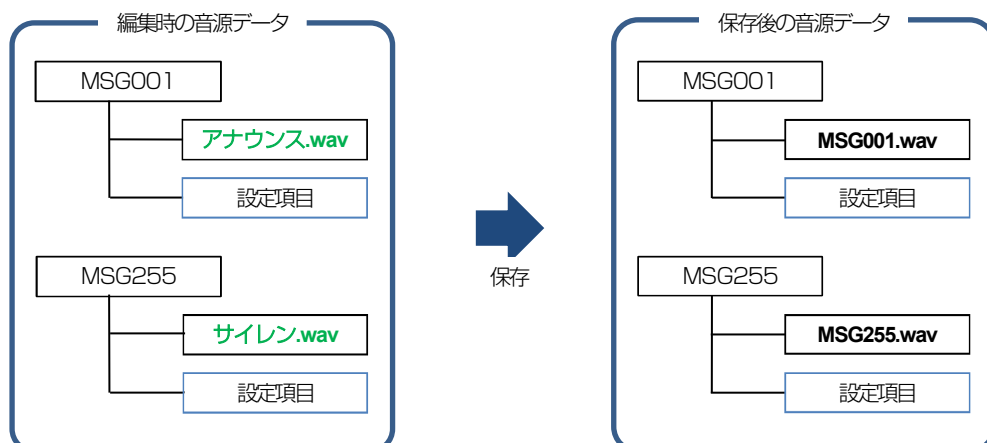 編集時の音源データ
MSG001
アナウンス.wav
設定項目
MSG255
サイレン.wav
設定項目
保存
保存後の音源データ
MSG001
MSG001.wav
設定項目
MSG255
MSG255.wav
設定項目